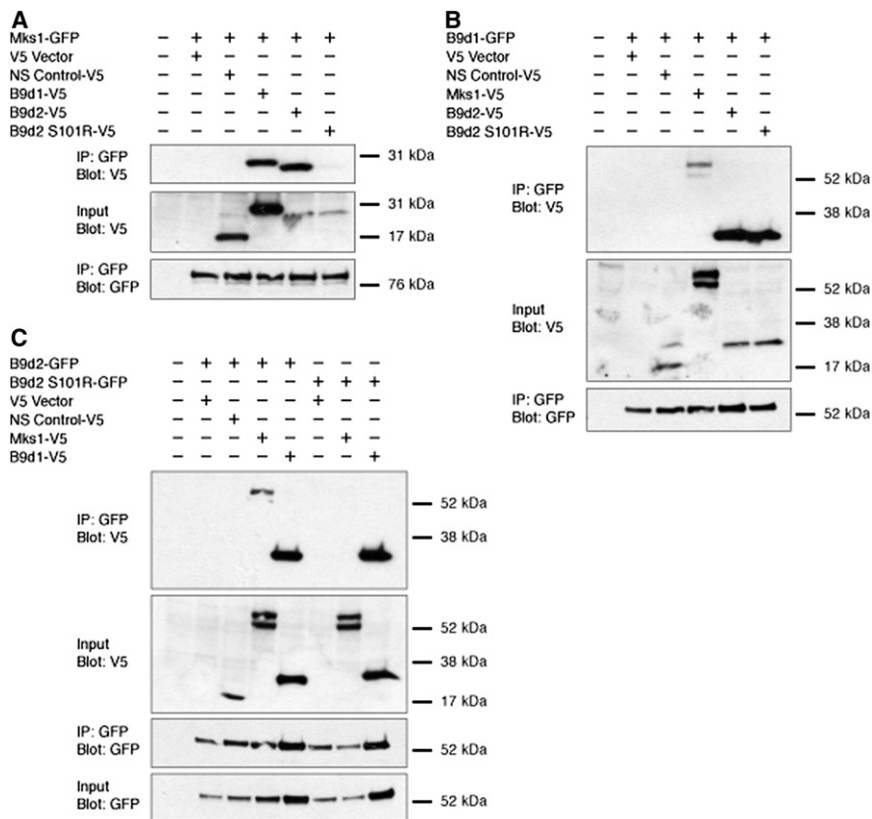 A
Mks1-GFP − + + + + +
V5 Vector − + − − − −
NS Control-V5 − − + − − −
B9d1-V5 − − − + − −
B9d2-V5 − − − − + −
B9d2 S101R-V5 − − − − − +
IP: GFP
Blot: V5
31 kDa
Input
Blot: V5
31 kDa
17 kDa
IP: GFP
Blot: GFP
76 kDa
B
B9d1-GFP − + + + + +
V5 Vector − + − − − −
NS Control-V5 − − + − − −
Mks1-V5 − − − + − −
B9d2-V5 − − − − + −
B9d2 S101R-V5 − − − − − +
IP: GFP
Blot: V5
52 kDa
38 kDa
Input
Blot: V5
52 kDa
38 kDa
17 kDa
IP: GFP
Blot: GFP
52 kDa
C
B9d2-GFP − + + + + − − −
B9d2 S101R-GFP − − − − − + + +
V5 Vector − + − − − + − −
NS Control-V5 − − + − − − − −
Mks1-V5 − − − + − − + −
B9d1-V5 − − − − + − − +
IP: GFP
Blot: V5
52 kDa
38 kDa
Input
Blot: V5
52 kDa
38 kDa
17 kDa
IP: GFP
Blot: GFP
52 kDa
Input
Blot: GFP
52 kDa